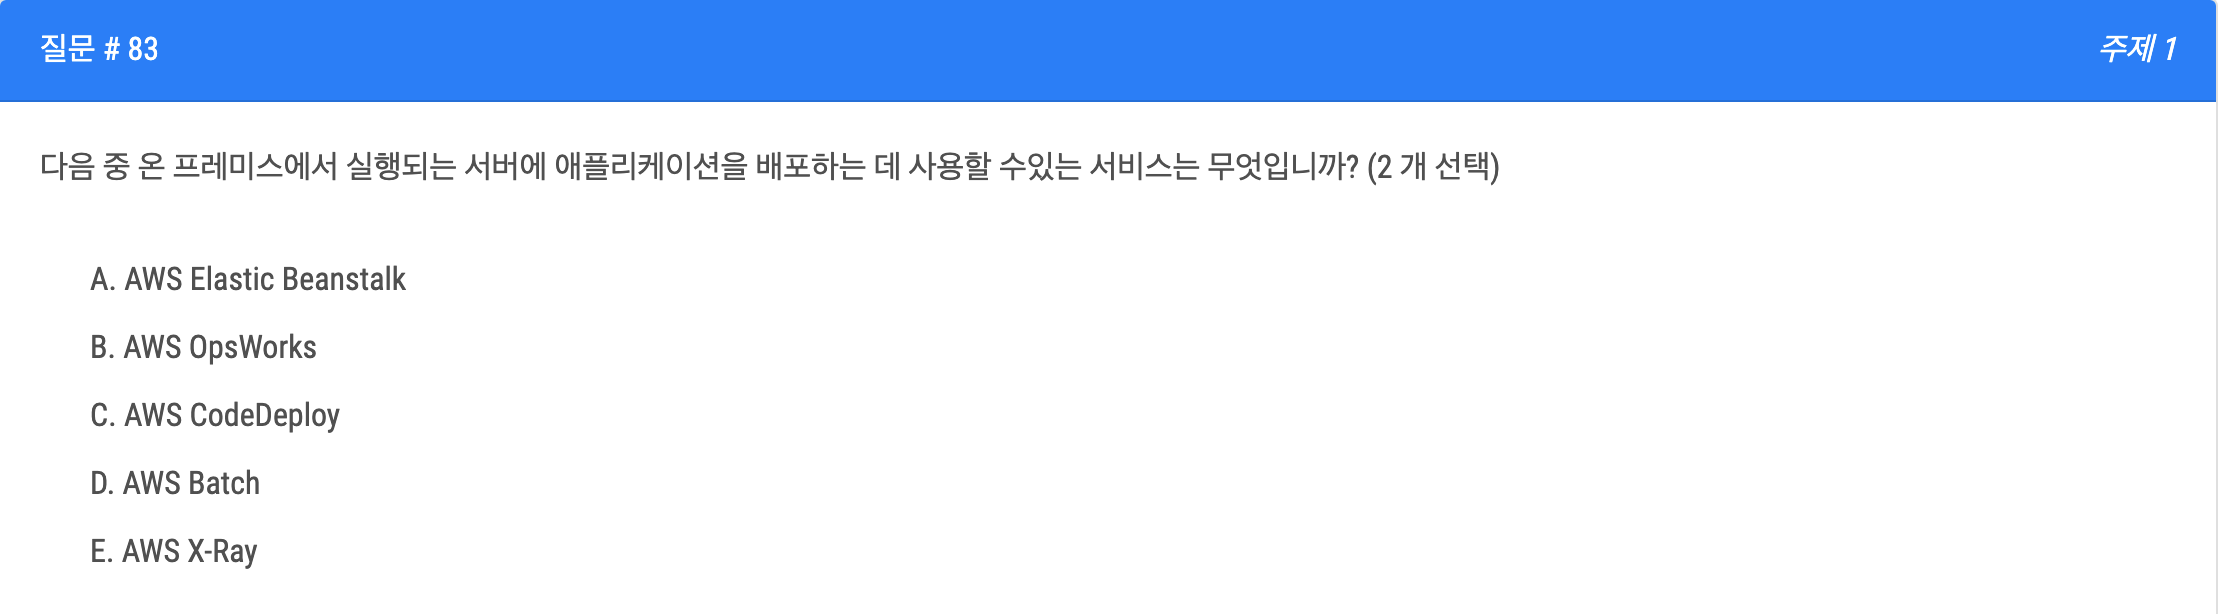 질문 # 83
주제 1
다음 중 온 프레미스에서 실행되는 서버에 애플리케이션을 배포하는 데 사용할 수있는 서비스는 무엇입니까? (2 개 선택)
A. AWS Elastic Beanstalk
B. AWS OpsWorks
C. AWS CodeDeploy
D. AWS Batch
E. AWS X-Ray